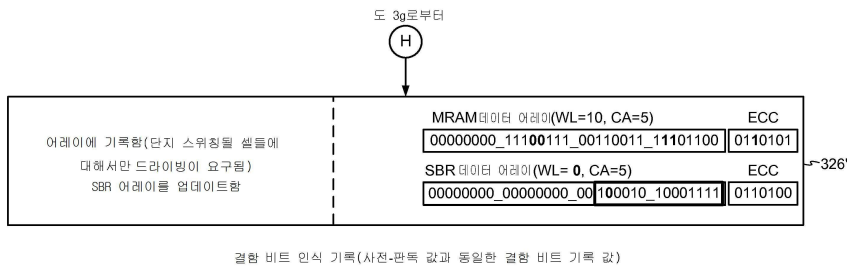 도 3g로부터
H
어레이에 기록함(단지 스위칭될 셀들에
대해서만 드라이빙이 요구됨)
SBR 어레이를 업데이트함
MRAM데이터 어레이(WL=10, CA=5) ECC
00000000_11100111_00110011_11101100 0110101
SBR데이터 어레이(WL= 0, CA=5) ECC
00000000_00000000_00100010_10001111 0110100
326'
결함 비트 인식 기록(사전-판독 값과 동일한 결함 비트 기록 값)